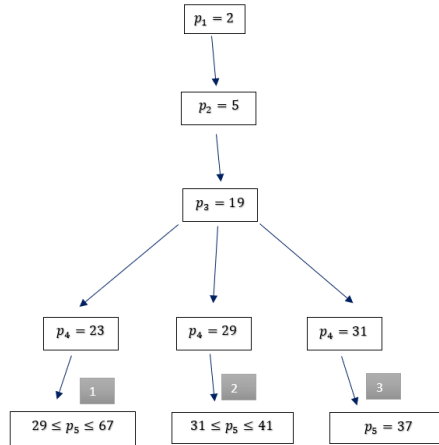 p₁ = 2
p₂ = 5
p₃ = 19
p₄ = 23
p₄ = 29
p₄ = 31
1
2
3
29 ≤ p₅ ≤ 67
31 ≤ p₅ ≤ 41
p₅ = 37